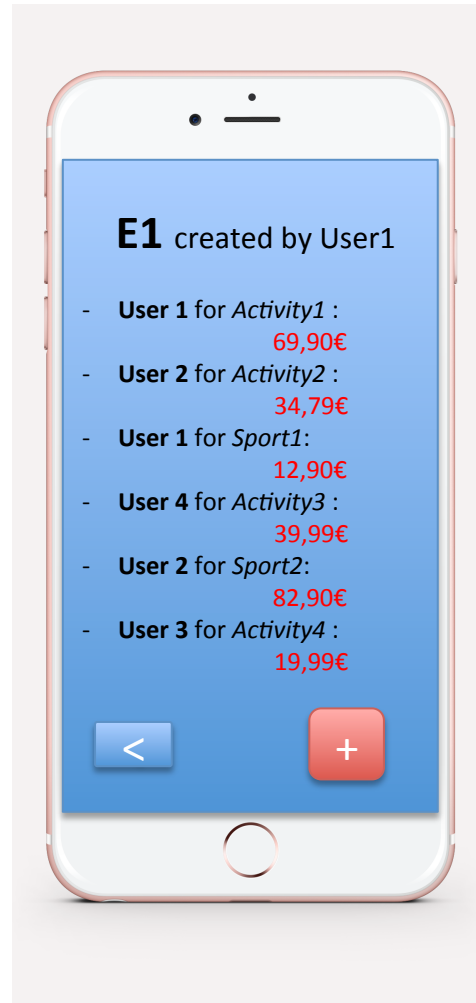 E1 created by User1
- User 1 for Activity1 :
69,90€
- User 2 for Activity2 :
34,79€
- User 1 for Sport1:
12,90€
- User 4 for Activity3 :
39,99€
- User 2 for Sport2:
82,90€
- User 3 for Activity4 :
19,99€
< +